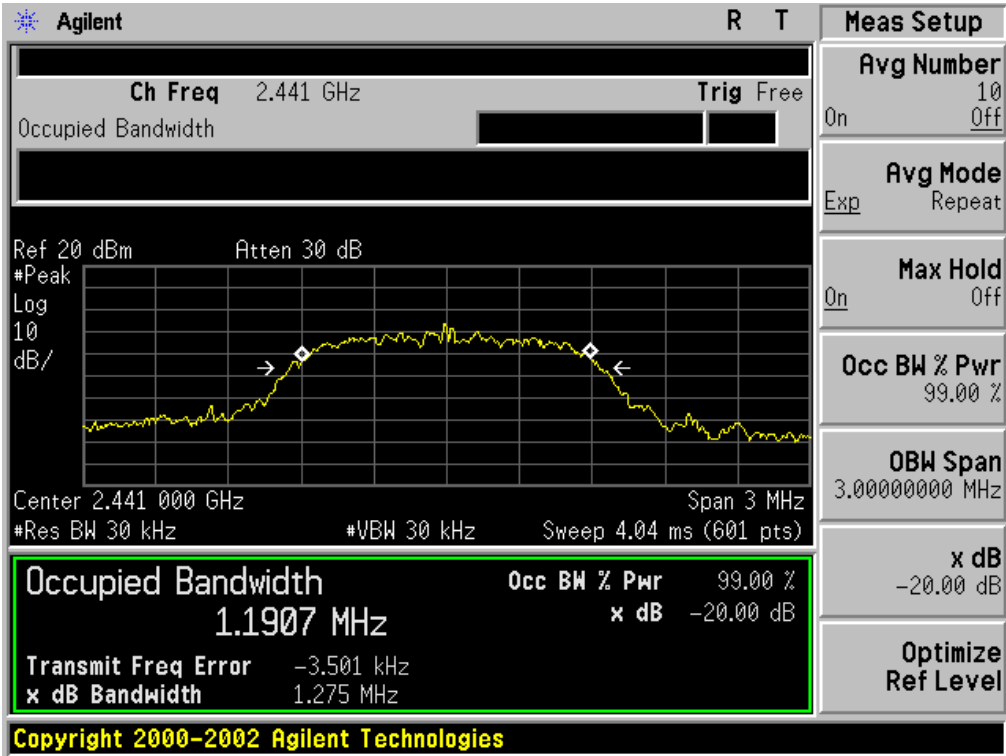 Agilent R T
Ch Freq 2.441 GHz Trig Free
Occupied Bandwidth
Ref 20 dBm Atten 30 dB
#Peak
Log
10
dB/
Center 2.441 000 GHz Span 3 MHz
#Res BW 30 kHz #VBW 30 kHz Sweep 4.04 ms (601 pts)
Occupied Bandwidth Occ BW % Pwr 99.00 %
1.1907 MHz x dB -20.00 dB
Transmit Freq Error -3.501 kHz
x dB Bandwidth 1.275 MHz
Copyright 2000-2002 Agilent Technologies
Meas Setup
Avg Number
10
On Off
Avg Mode
Exp Repeat
Max Hold
On Off
Occ BW % Pwr
99.00 %
OBW Span
3.00000000 MHz
x dB
-20.00 dB
Optimize
Ref Level